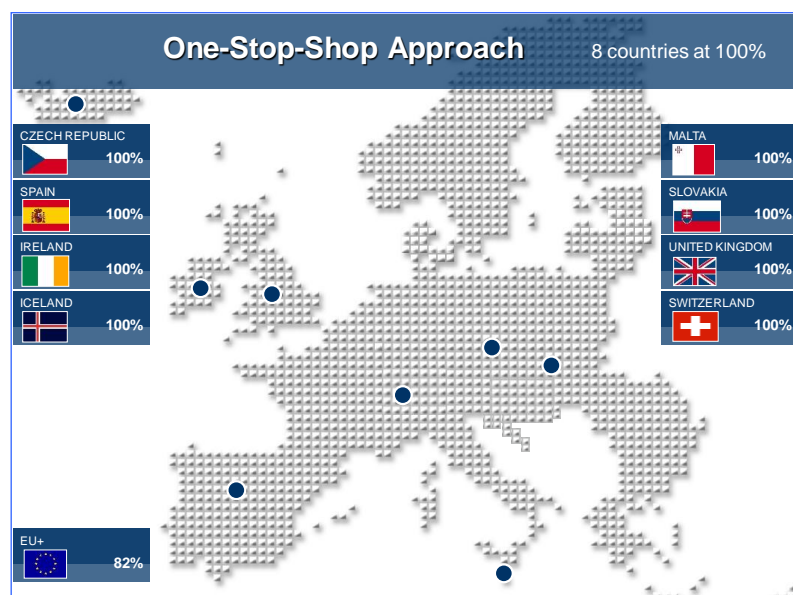 One-Stop-Shop Approach 8 countries at 100%
CZECH REPUBLIC
100%
SPAIN
100%
IRELAND
100%
ICELAND
100%
MALTA
100%
SLOVAKIA
100%
UNITED KINGDOM
100%
SWITZERLAND
100%
EU+
82%